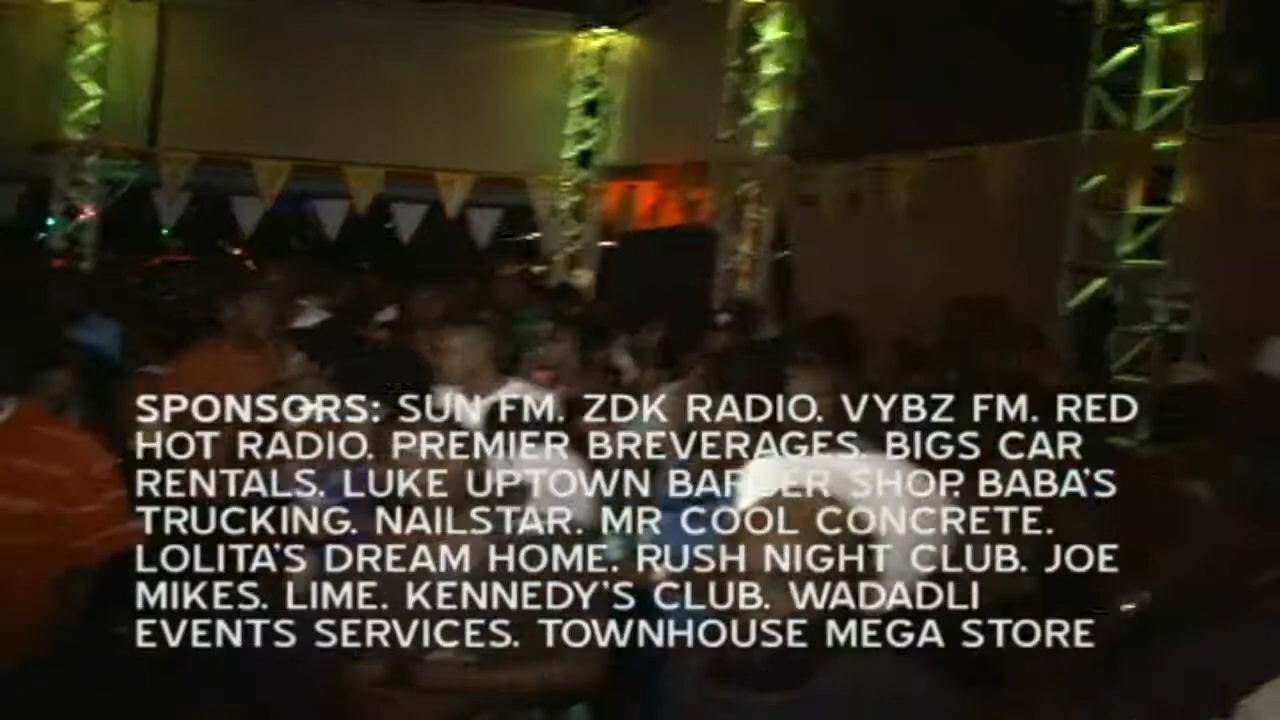 SPONSORS: SUN FM. ZDK RADIO. VYBZ FM. RED
HOT RADIO. PREMIER BREVERAGES. BIGS CAR
RENTALS. LUKE UPTOWN BARBER SHOP. BABA'S
TRUCKING. NAILSTAR. MR COOL CONCRETE.
LOLITA'S DREAM HOME. RUSH NIGHT CLUB. JOE
MIKES. LIME. KENNEDY'S CLUB. WADADLI
EVENTS SERVICES. TOWNHOUSE MEGA STORE